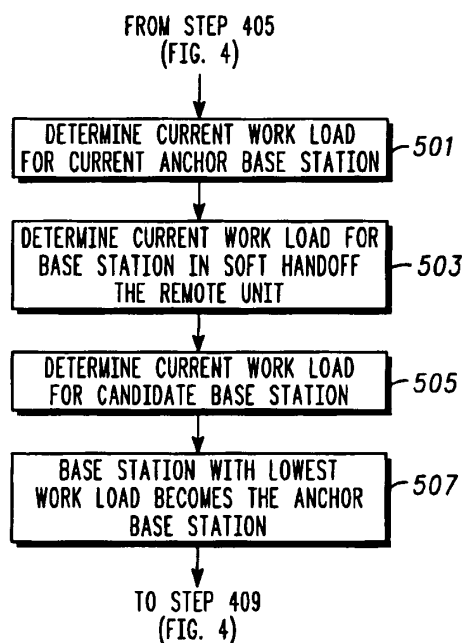 FROM STEP 405
(FIG. 4)
DETERMINE CURRENT WORK LOAD
FOR CURRENT ANCHOR BASE STATION
501
DETERMINE CURRENT WORK LOAD FOR
BASE STATION IN SOFT HANDOFF
THE REMOTE UNIT
503
DETERMINE CURRENT WORK LOAD
FOR CANDIDATE BASE STATION
505
BASE STATION WITH LOWEST
WORK LOAD BECOMES THE ANCHOR
BASE STATION
507
TO STEP 409
(FIG. 4)